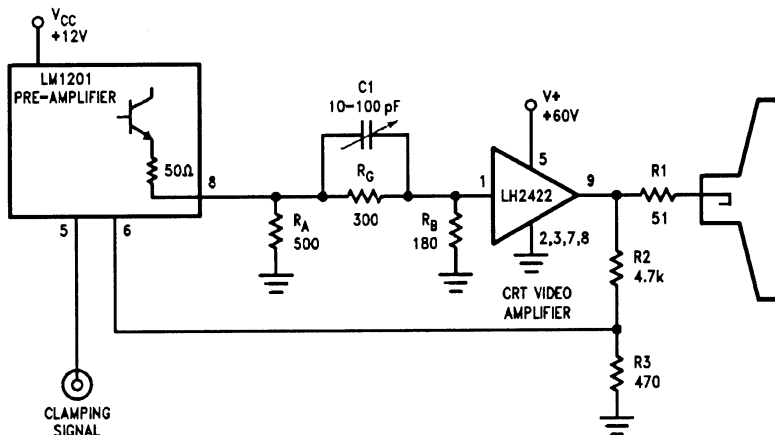 VCC
+12V
LM1201
PRE-AMPLIFIER
50Ω
8
5
6
CLAMPING
SIGNAL
C1
10-100 pF
RG
300
RA
500
RB
180
1
LH2422
V+
+60V
5
9
2,3,7,8
CRT VIDEO
AMPLIFIER
R1
51
R2
4.7k
R3
470